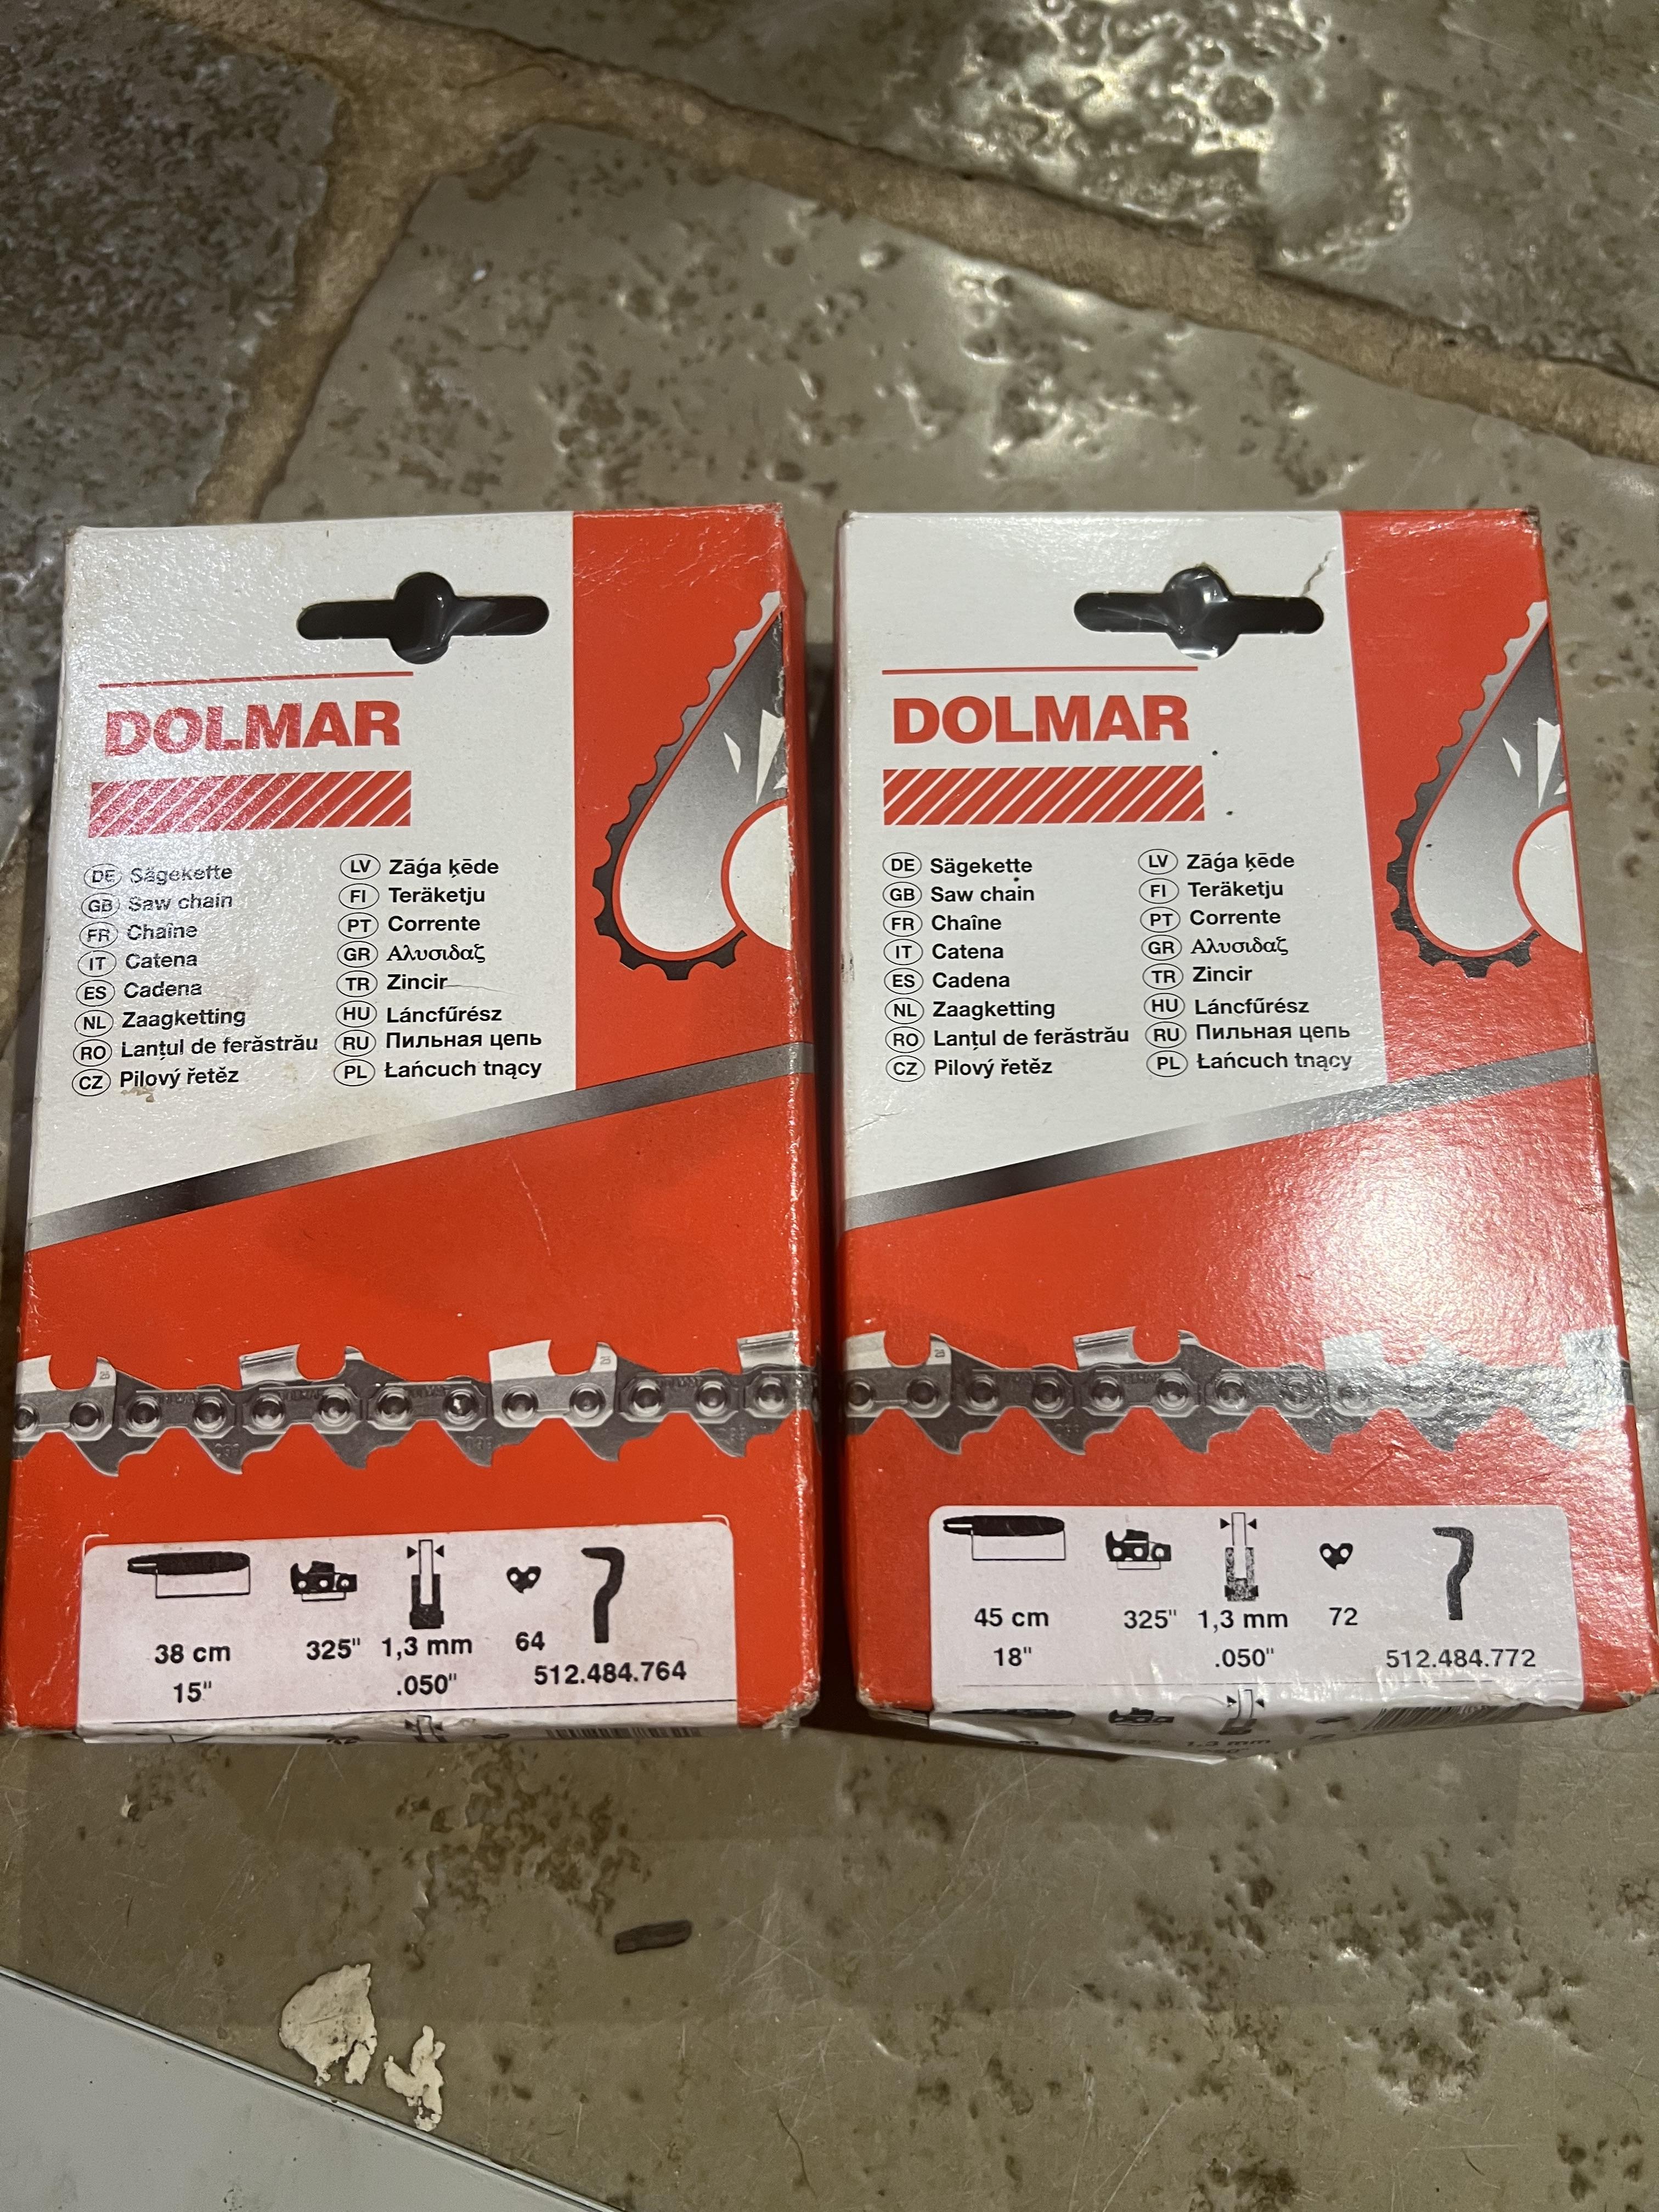 DOLMAR
DE Sägekette
GB Saw chain
FR Chaîne
IT Catena
ES Cadena
NL Zaagketting
RO Lanțul de ferăstrău
CZ Pilový řetěz
LV Zāģa ķēde
FI Teräketju
PT Corrente
GR Αλυσιδαζ
TR Zincir
HU Láncfűrész
RU Пильная цепь
PL Łańcuch tnący
38 cm
15"
325"
1,3 mm
.050"
64
512.484.764
DOLMAR
DE Sägekette
GB Saw chain
FR Chaîne
IT Catena
ES Cadena
NL Zaagketting
RO Lanțul de ferăstrău
CZ Pilový řetěz
LV Zāģa ķēde
FI Teräketju
PT Corrente
GR Αλυσιδαζ
TR Zincir
HU Láncfűrész
RU Пильная цепь
PL Łańcuch tnący
45 cm
18"
325"
1,3 mm
.050"
72
512.484.772
1,3 mm